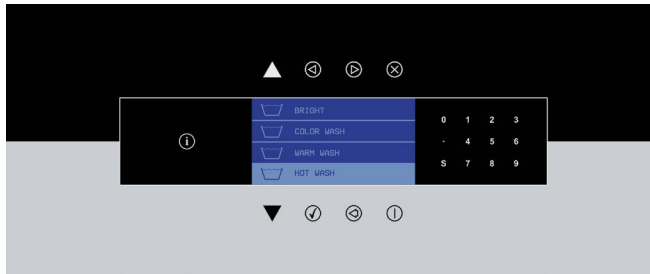 BRIGHT
COLOR WASH
WARM WASH
HOT WASH
0 1 2 3
· 4 5 6
S 7 8 9